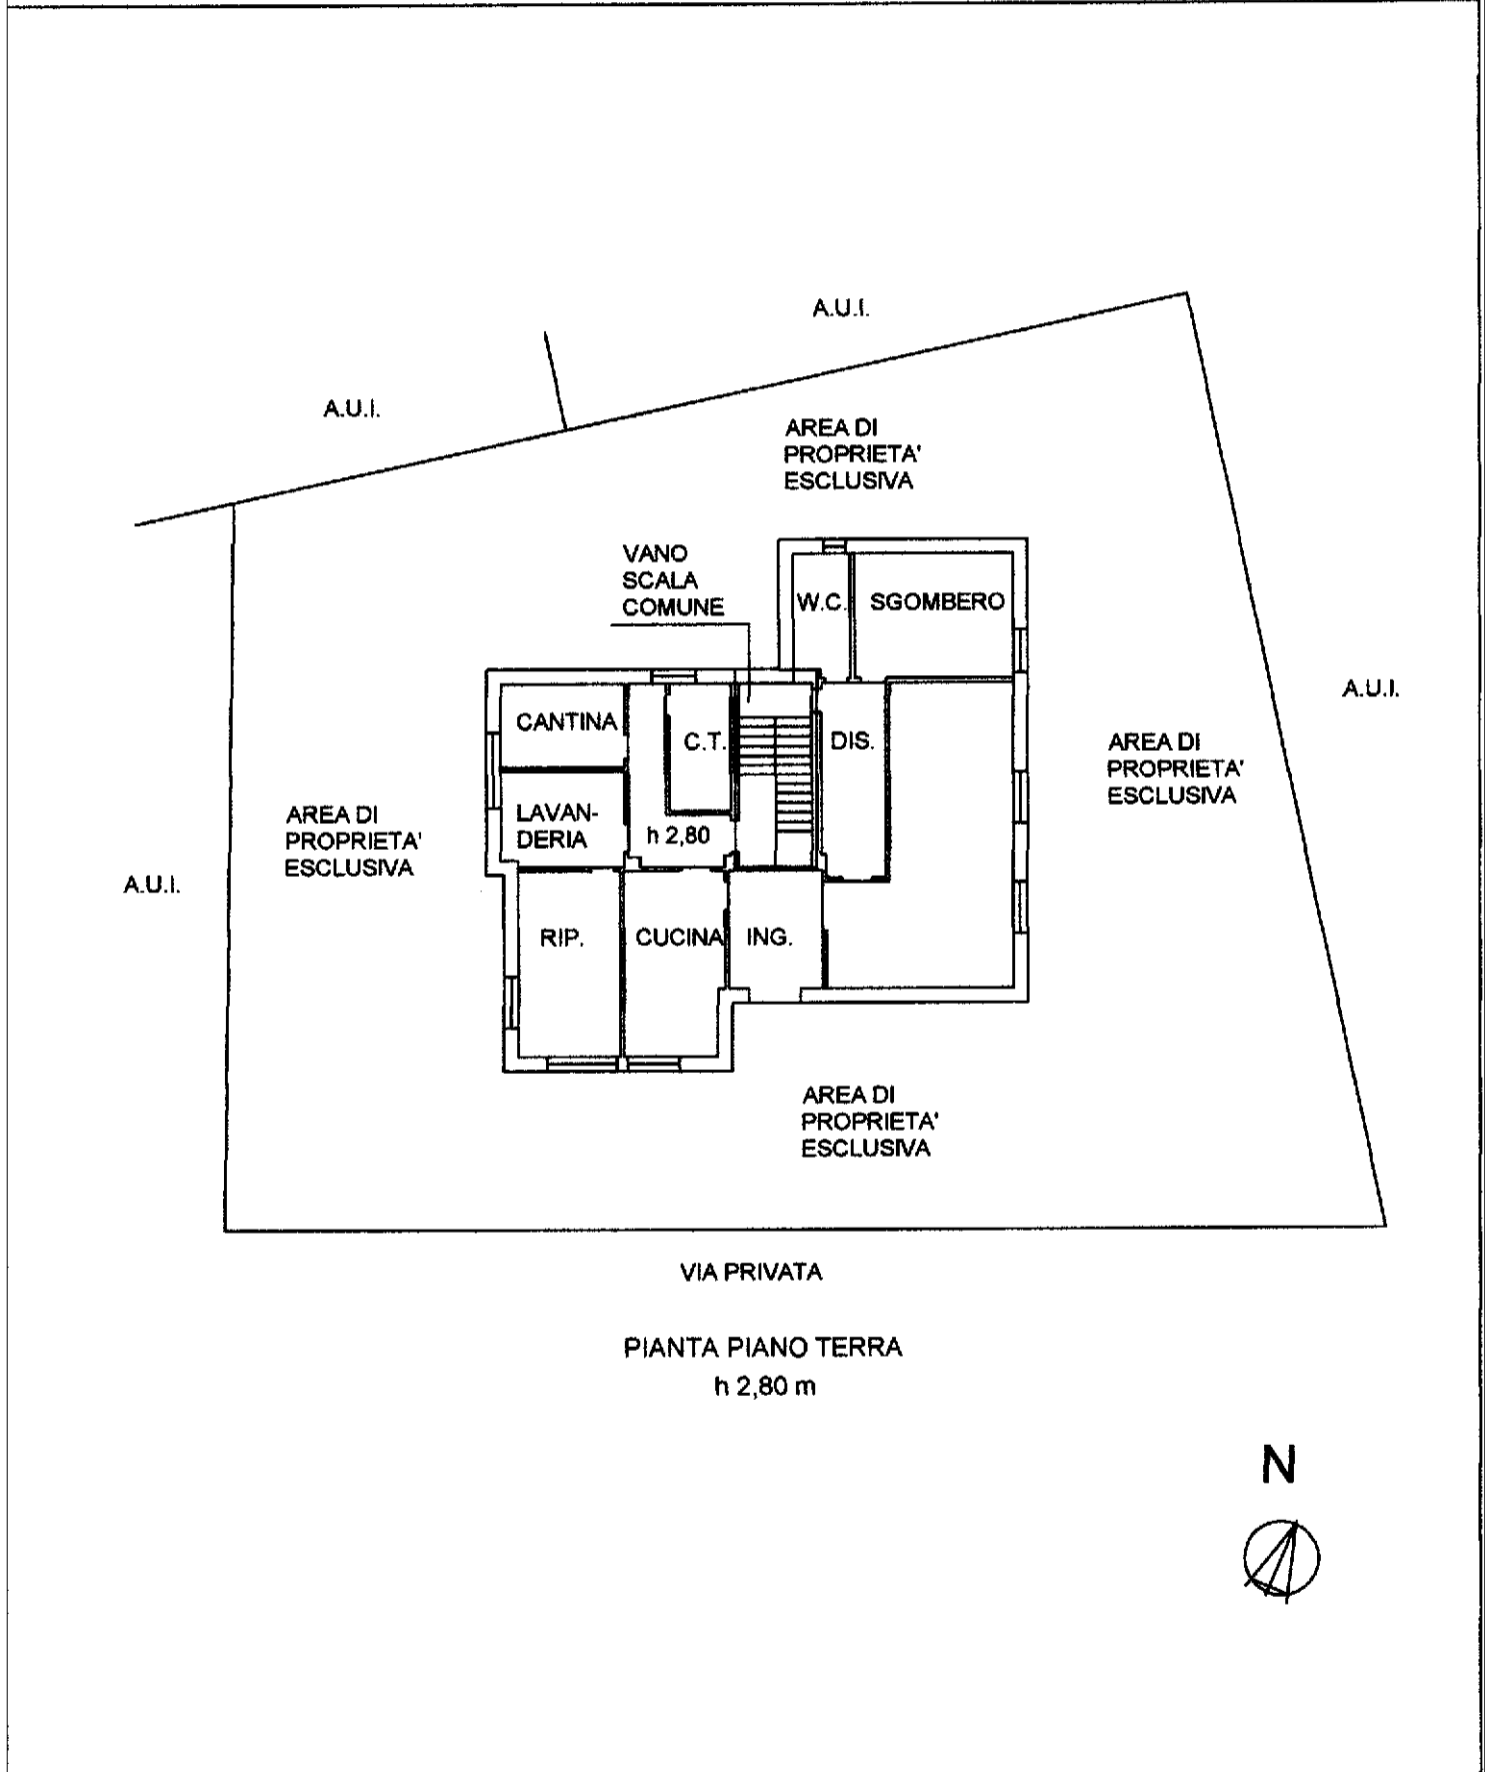 A.U.I.
A.U.I.
AREA DI
PROPRIETA'
ESCLUSIVA
VANO
SCALA
COMUNE
W.C.
SGOMBERO
CANTINA
C.T.
DIS.
A.U.I.
AREA DI
PROPRIETA'
ESCLUSIVA
AREA DI
PROPRIETA'
ESCLUSIVA
LAVAN-
DERIA
h 2,80
A.U.I.
RIP.
CUCINA
ING.
AREA DI
PROPRIETA'
ESCLUSIVA
VIA PRIVATA
PIANTA PIANO TERRA
h 2,80 m
N